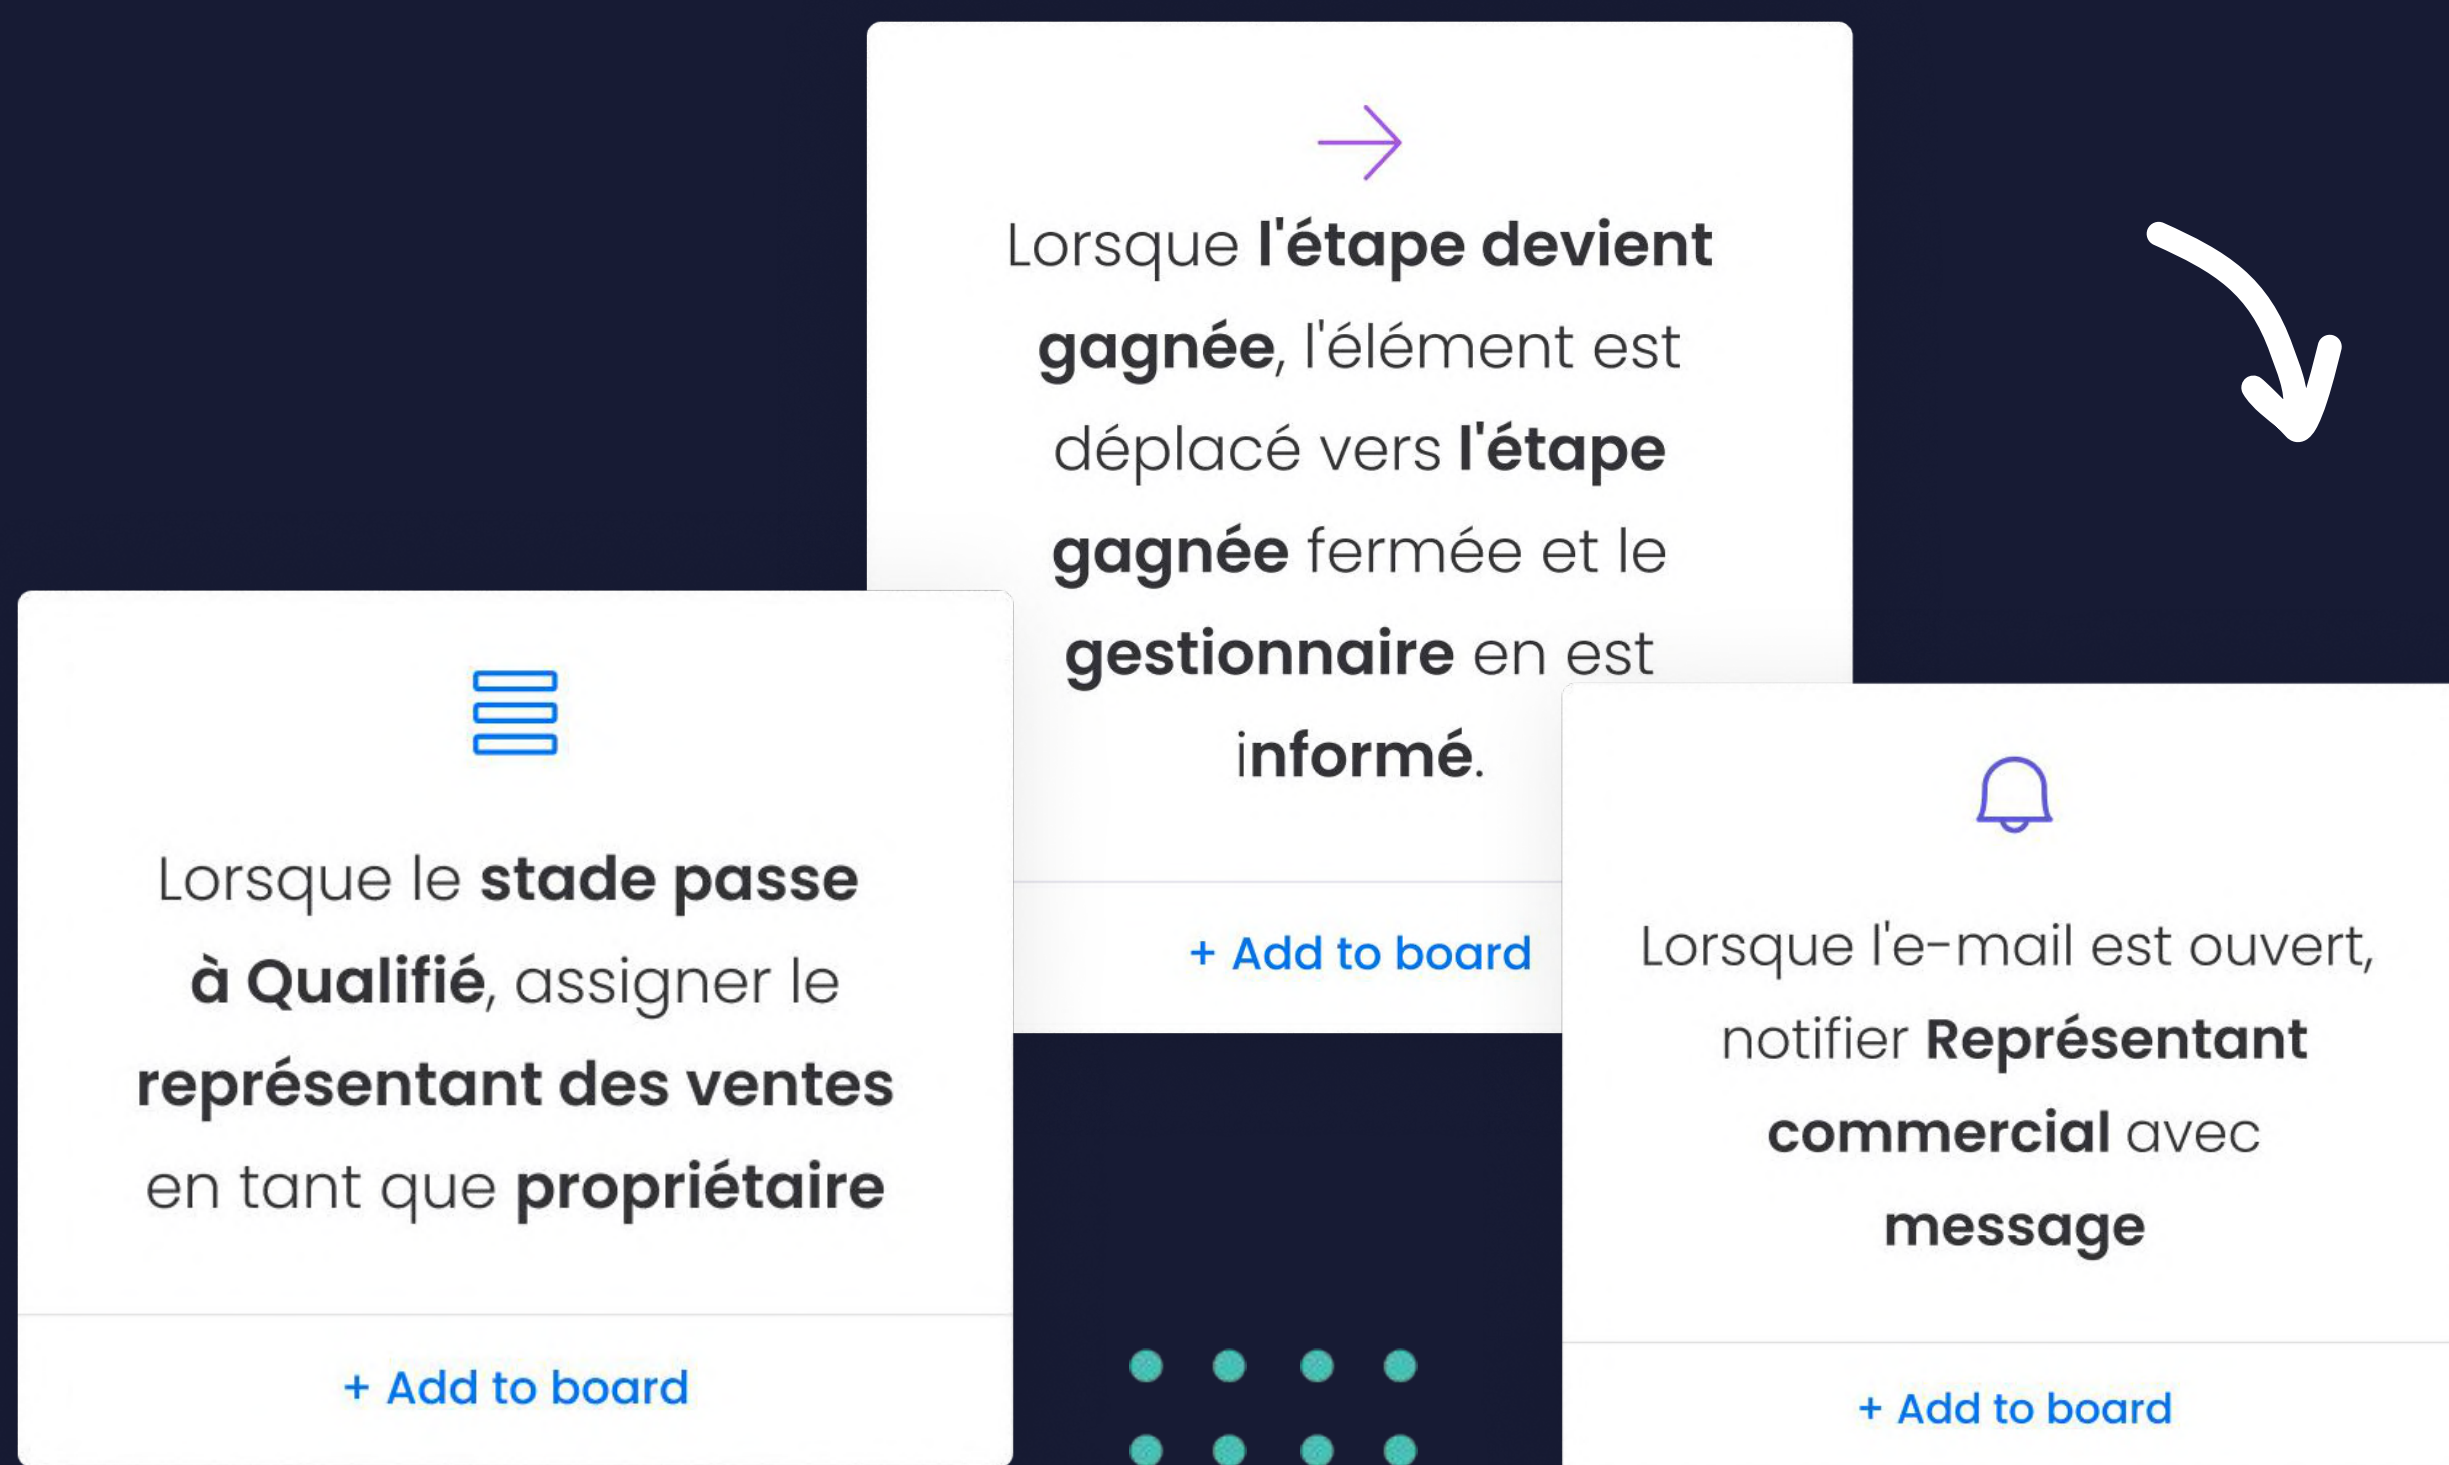 Lorsque l'étape devient
gagnée, l'élément est
déplacé vers l'étape
gagnée fermée et le
gestionnaire en est
informé.
+ Add to board
Lorsque le stade passe
à Qualifié, assigner le
représentant des ventes
en tant que propriétaire
+ Add to board
Lorsque l'e-mail est ouvert,
notifier Représentant
commercial avec
message
+ Add to board